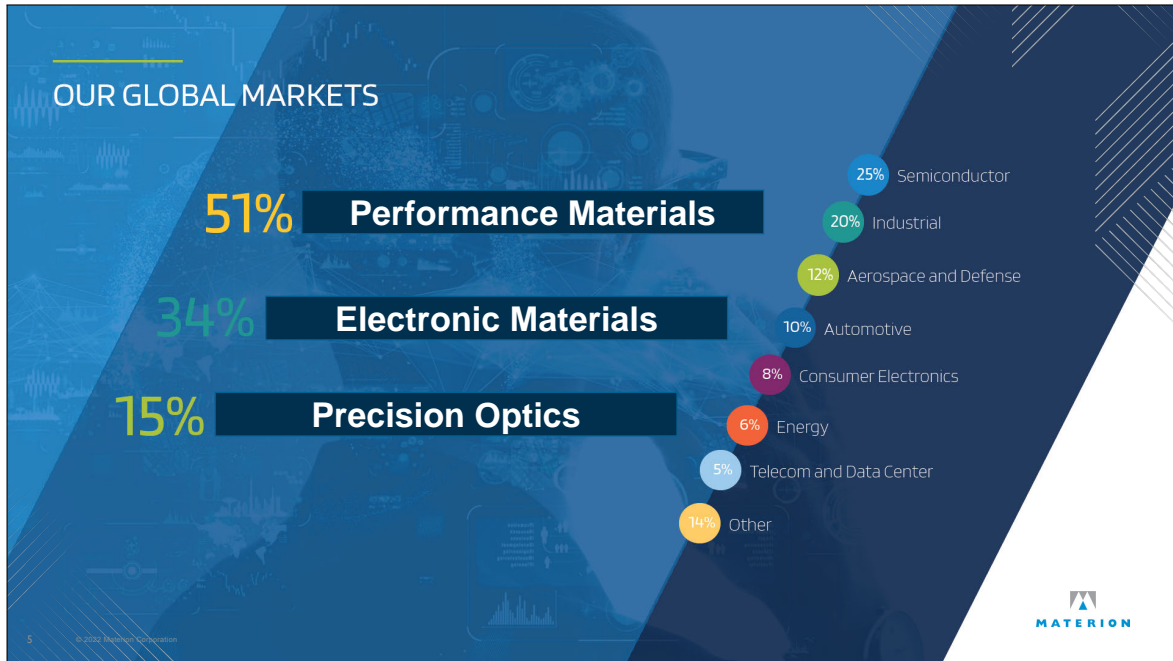 OUR GLOBAL MARKETS
51% Performance Materials
34% Electronic Materials
15% Precision Optics
25% Semiconductor
20% Industrial
12% Aerospace and Defense
10% Automotive
8% Consumer Electronics
6% Energy
5% Telecom and Data Center
14% Other
MATERION
5 © 2022 Materion Corporation